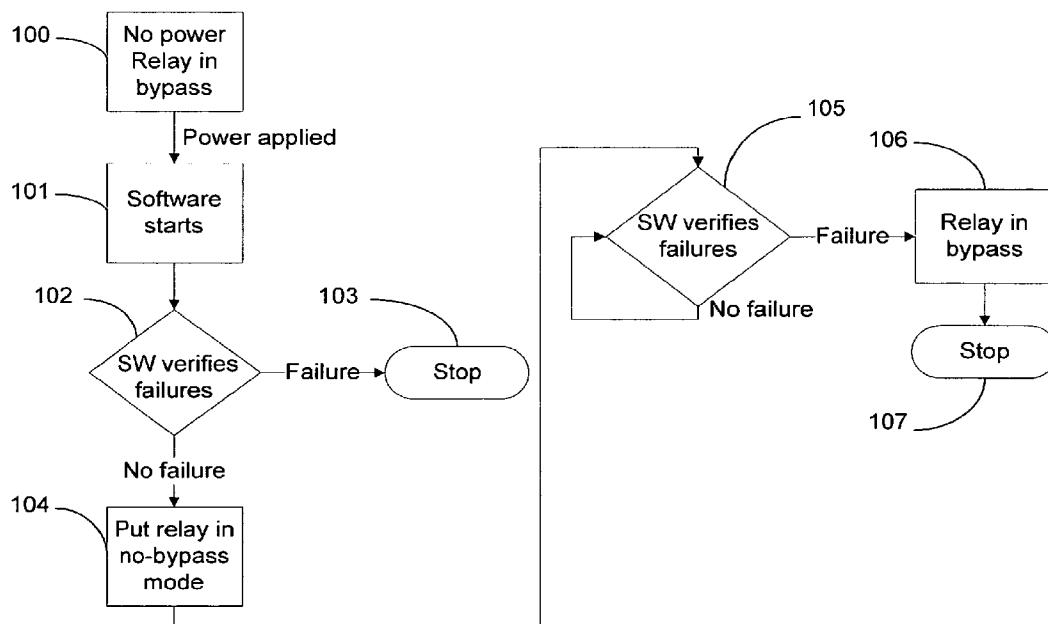 100
No power
Relay in
bypass
Power applied
101
Software
starts
102
SW verifies
failures
Failure
103
Stop
No failure
104
Put relay in
no-bypass
mode
105
SW verifies
failures
No failure
Failure
106
Relay in
bypass
Stop
107